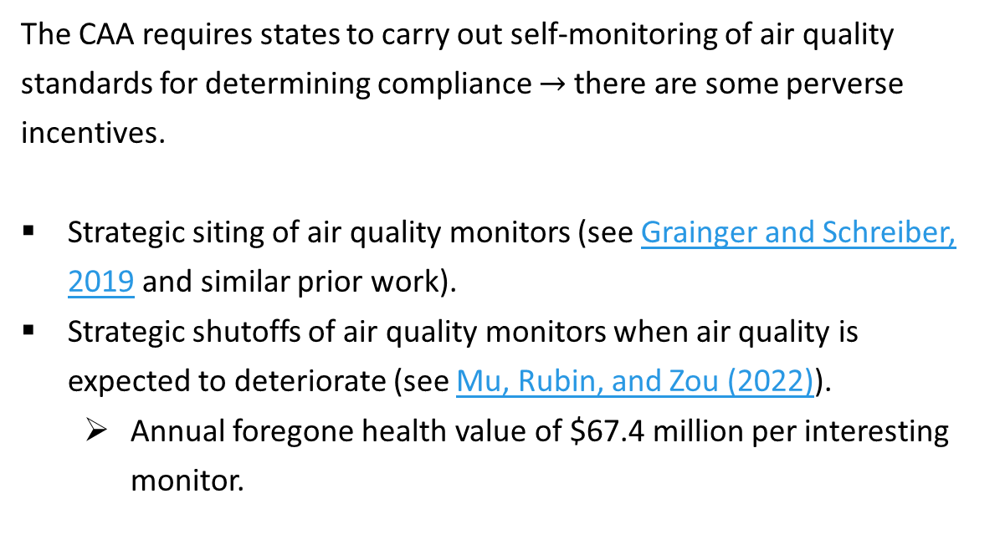 The CAA requires states to carry out self-monitoring of air quality
standards for determining compliance → there are some perverse
incentives.
▪ Strategic siting of air quality monitors (see Grainger and Schreiber,
2019 and similar prior work).
▪ Strategic shutoffs of air quality monitors when air quality is
expected to deteriorate (see Mu, Rubin, and Zou (2022)).
➢ Annual foregone health value of $67.4 million per interesting
monitor.